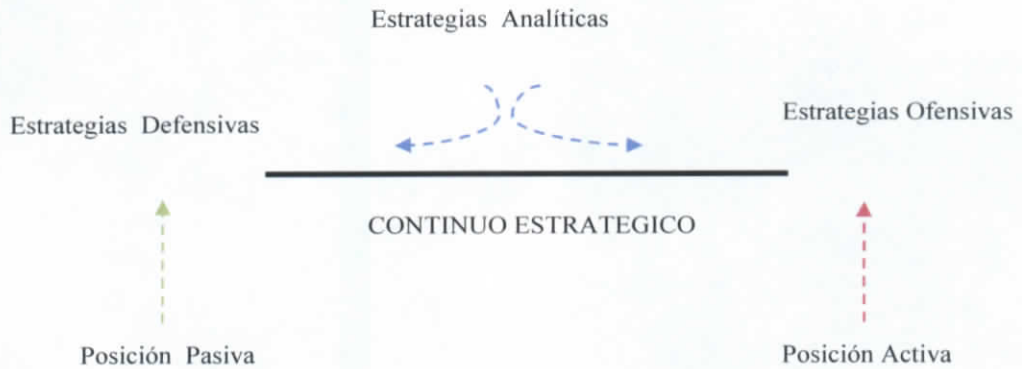 Estrategias Analíticas
Estrategias Defensivas
Estrategias Ofensivas
CONTINUO ESTRATEGICO
Posición Pasiva
Posición Activa